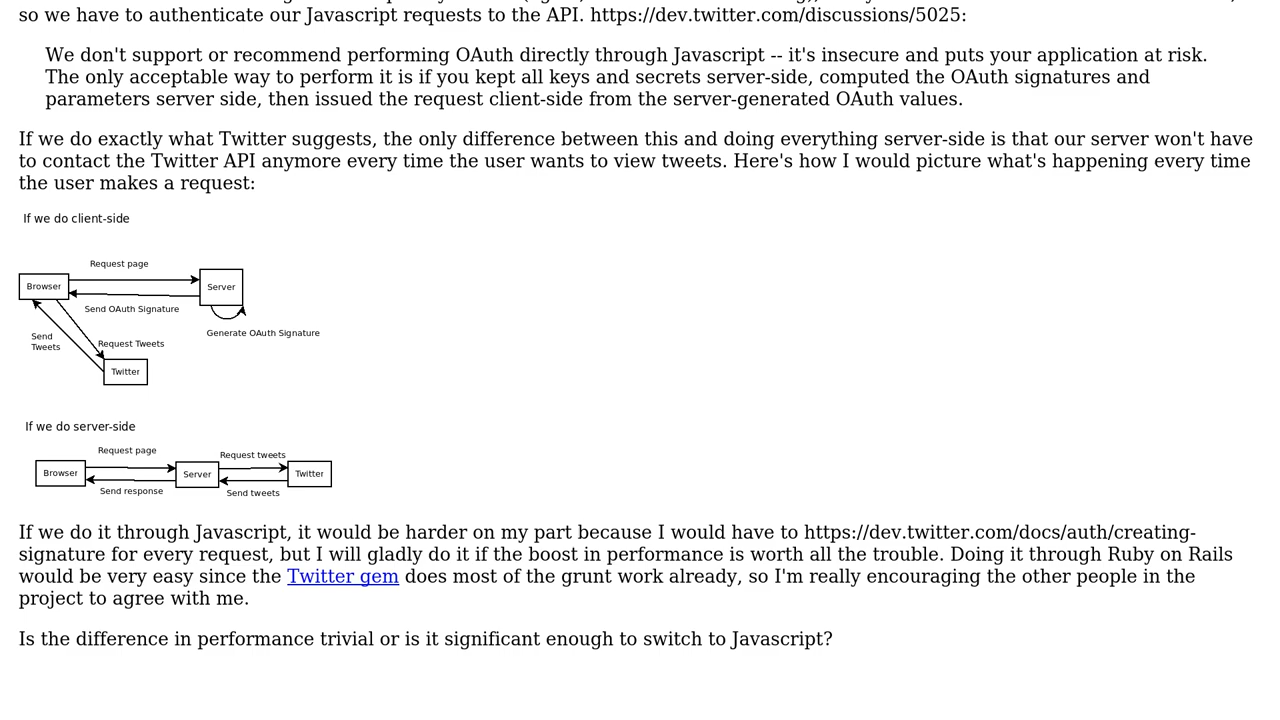 so we have to authenticate our Javascript requests to the API. https://dev.twitter.com/discussions/5025:
We don't support or recommend performing OAuth directly through Javascript -- it's insecure and puts your application at risk.
The only acceptable way to perform it is if you kept all keys and secrets server-side, computed the OAuth signatures and
parameters server side, then issued the request client-side from the server-generated OAuth values.
If we do exactly what Twitter suggests, the only difference between this and doing everything server-side is that our server won't have
to contact the Twitter API anymore every time the user wants to view tweets. Here's how I would picture what's happening every time
the user makes a request:
If we do client-side
Request page
Browser
Server
Send OAuth Signature
Generate OAuth Signature
Send
Tweets
Request Tweets
Twitter
If we do server-side
Request page
Request tweets
Browser
Server
Twitter
Send response
Send tweets
If we do it through Javascript, it would be harder on my part because I would have to https://dev.twitter.com/docs/auth/creating-
signature for every request, but I will gladly do it if the boost in performance is worth all the trouble. Doing it through Ruby on Rails
would be very easy since the Twitter gem does most of the grunt work already, so I'm really encouraging the other people in the
project to agree with me.
Is the difference in performance trivial or is it significant enough to switch to Javascript?